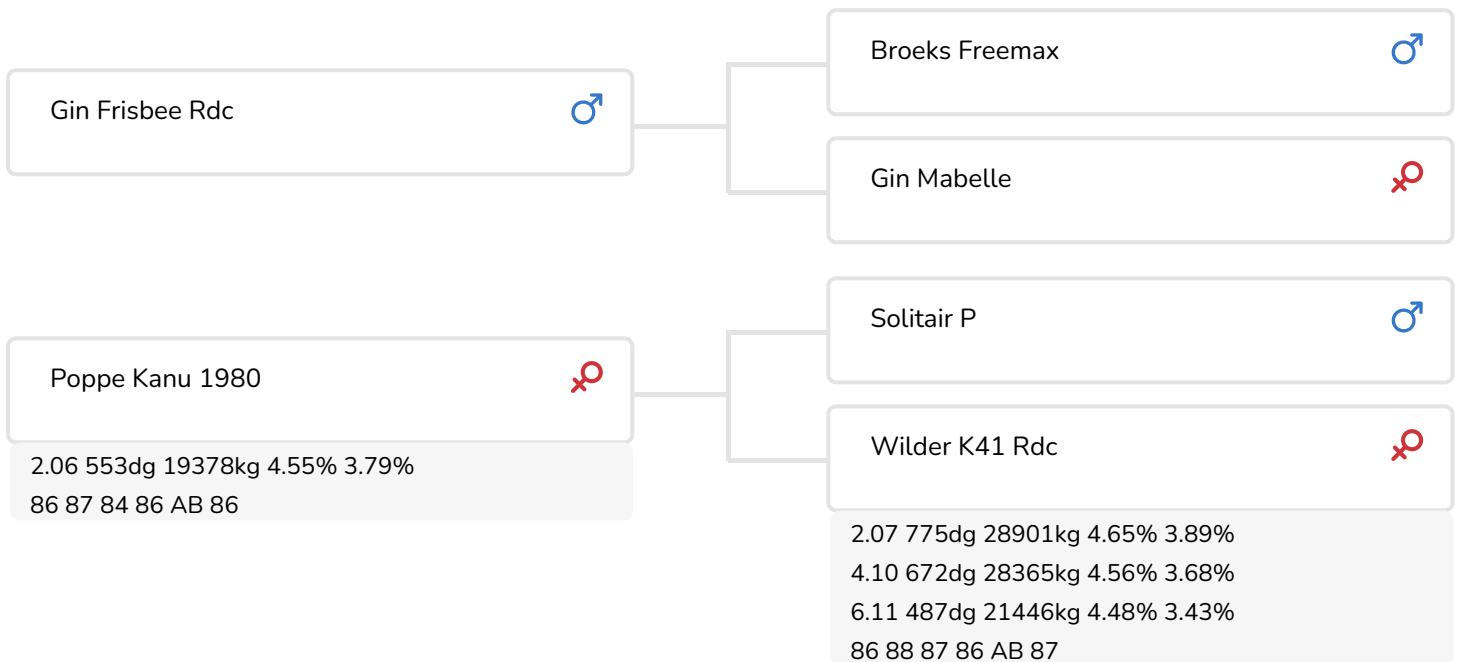 Gin Frisbee Rdc
Broeks Freemax
Gin Mabelle
Poppe Kanu 1980
2.06 553dg 19378kg 4.55% 3.79%
86 87 84 86 AB 86
Solitair P
Wilder K41 Rdc
2.07 775dg 28901kg 4.65% 3.89%
4.10 672dg 28365kg 4.56% 3.68%
6.11 487dg 21446kg 4.48% 3.43%
86 88 87 86 AB 87